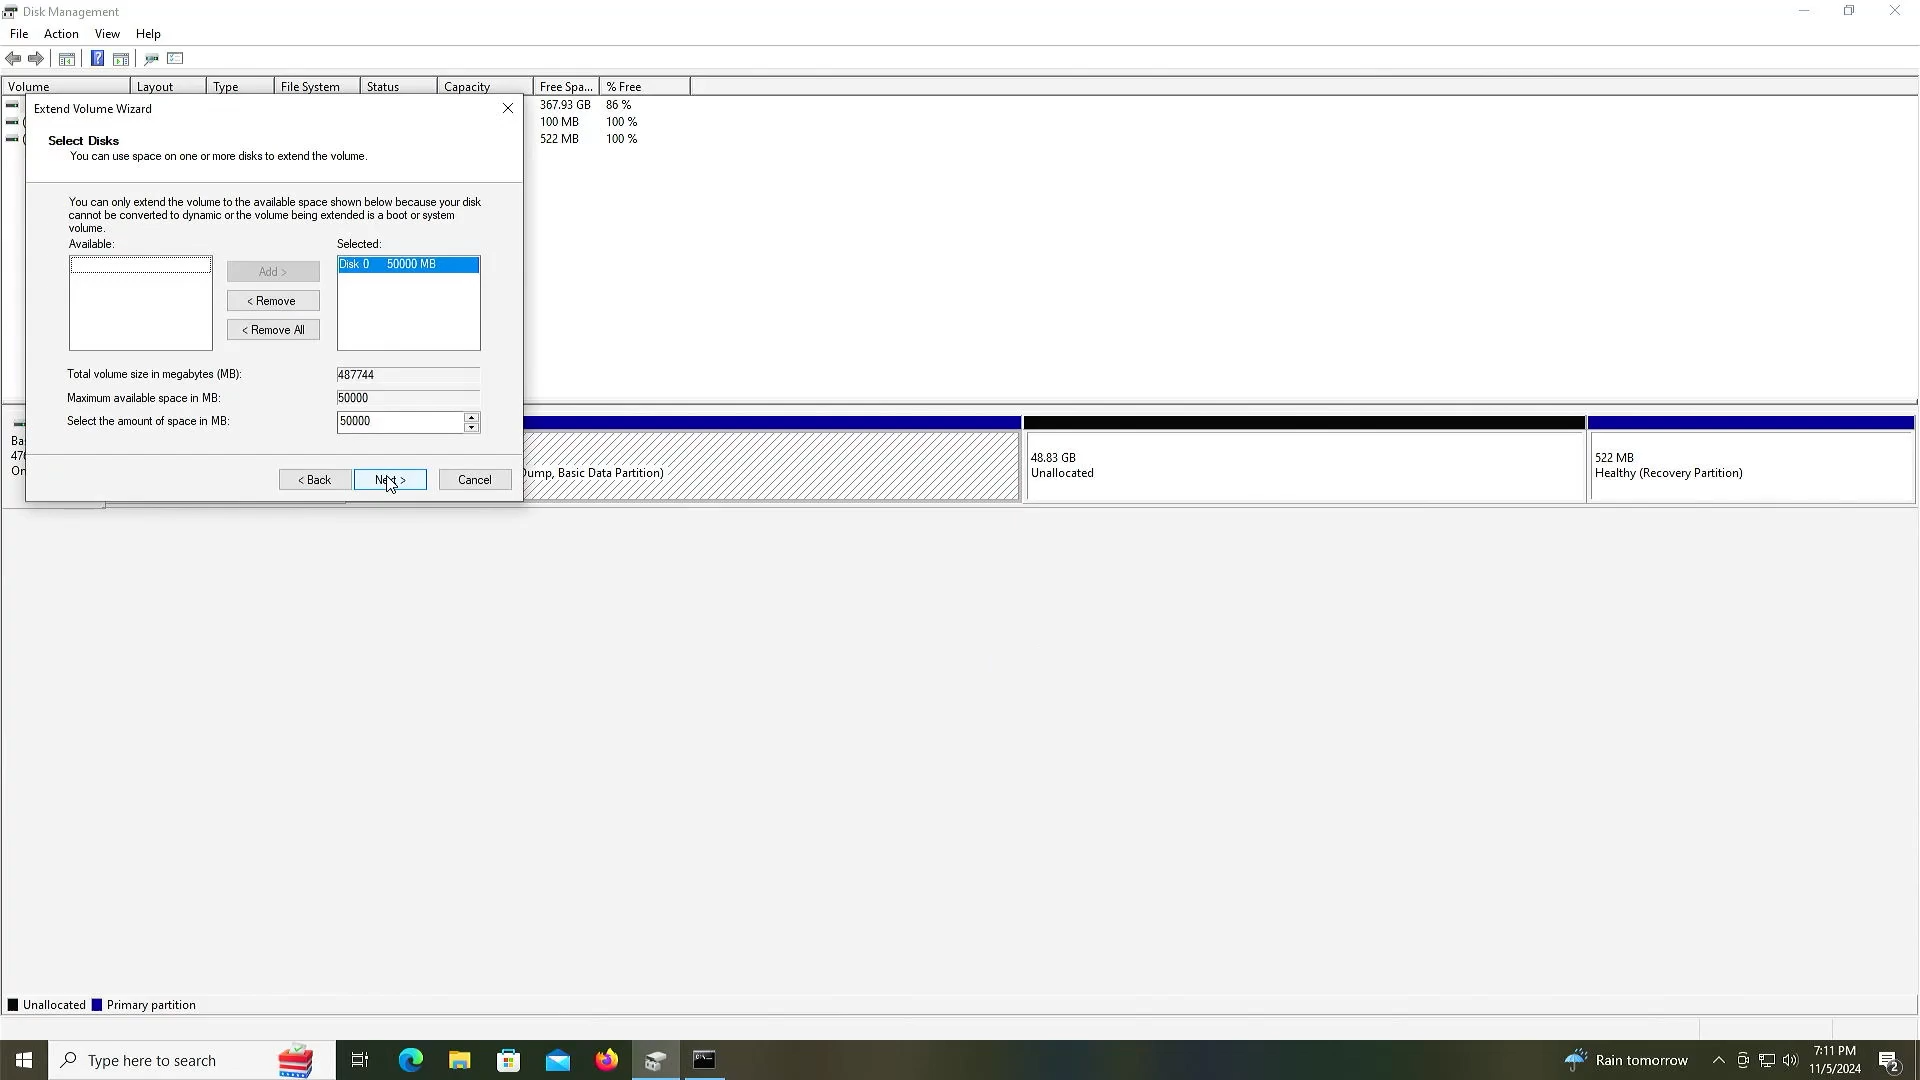 Disk Management
File Action View Help
Volume Layout Type File System Status Capacity Free Spa... % Free
367.93 GB 86 %
100 MB 100 %
522 MB 100 %
Extend Volume Wizard
Select Disks
You can use space on one or more disks to extend the volume.
You can only extend the volume to the available space shown below because your disk
cannot be converted to dynamic or the volume being extended is a boot or system
volume.
Available:
Selected:
Disk 0 50000 MB
Add >
< Remove
< Remove All
Total volume size in megabytes (MB): 487744
Maximum available space in MB: 50000
Select the amount of space in MB: 50000
< Back
Cancel
Dump, Basic Data Partition)
48.83 GB
Unallocated
522 MB
Healthy (Recovery Partition)
Unallocated Primary partition
Type here to search
Rain tomorrow
7:11 PM
11/5/2024
2